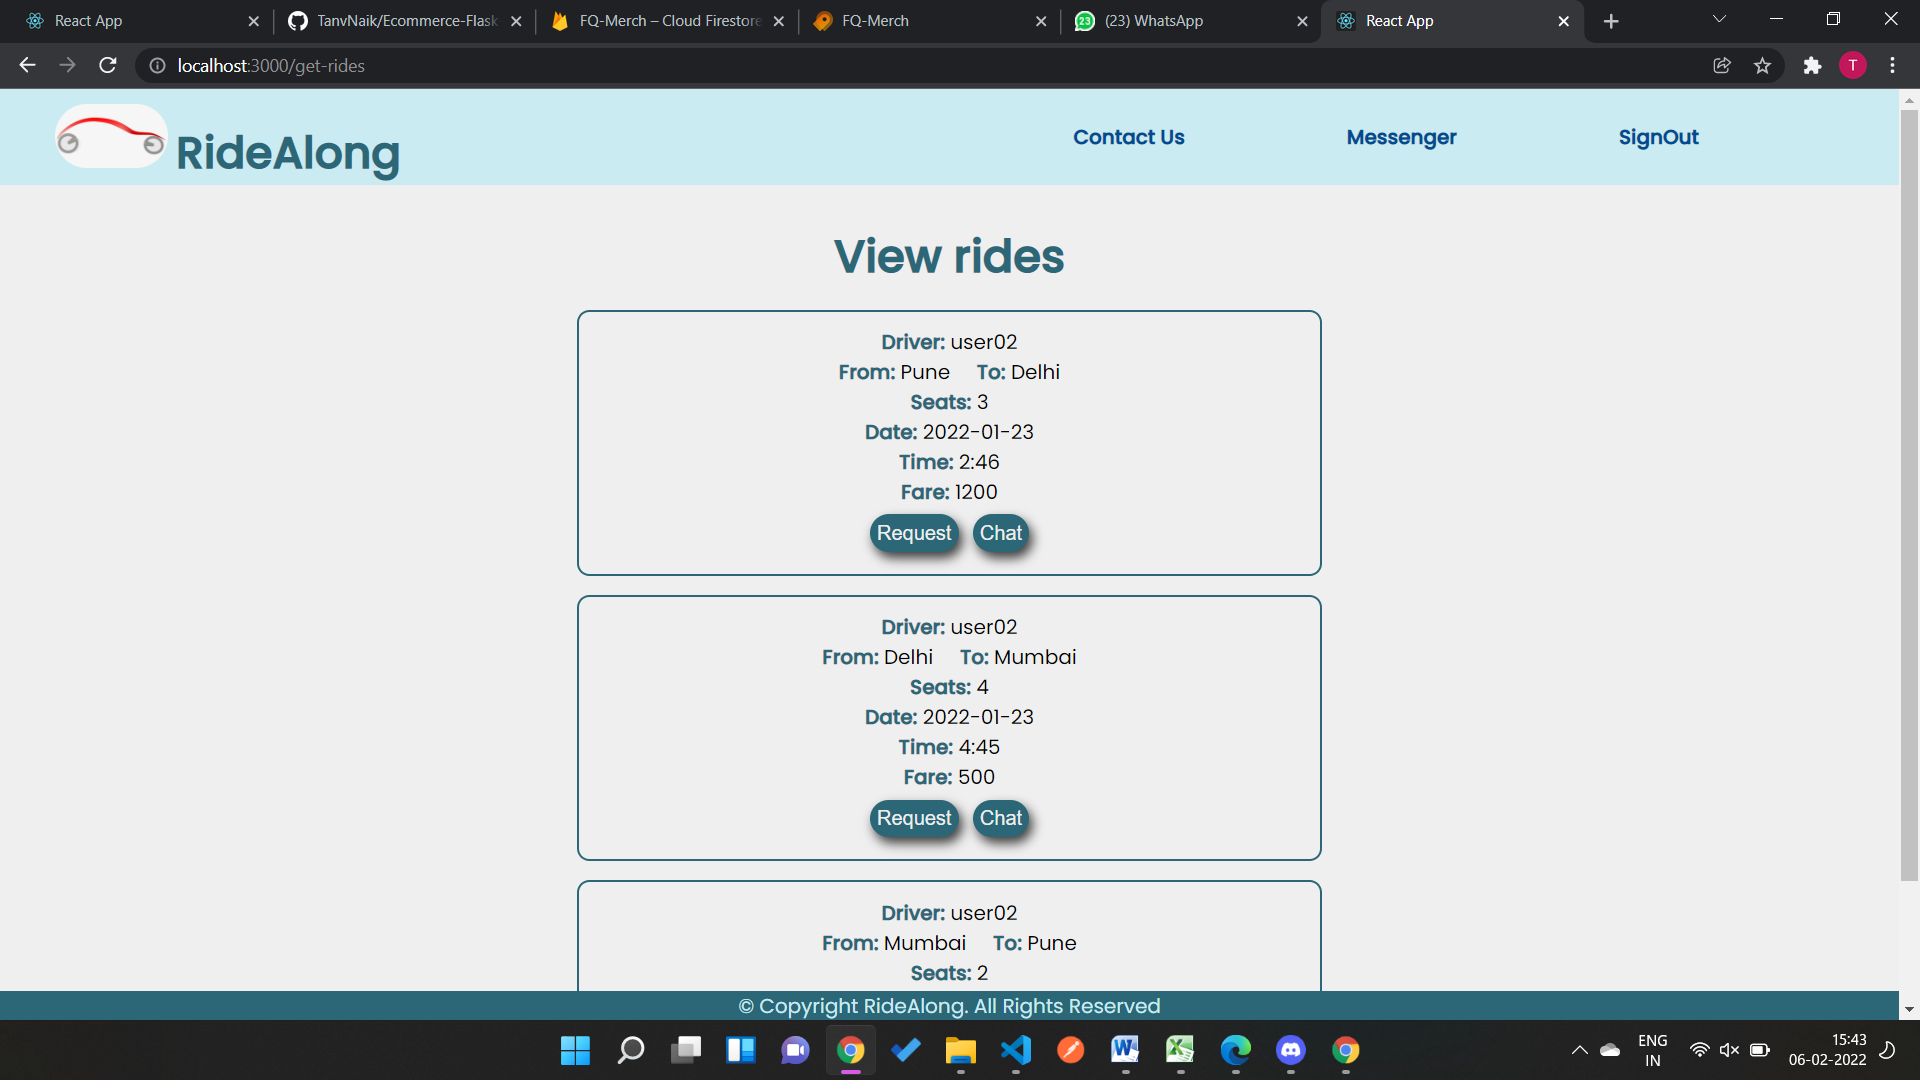 React App
TanvNaik/Ecommerce-Flask
FQ-Merch – Cloud Firestore
FQ-Merch
23
(23) WhatsApp
React App
localhost:3000/get-rides
T
RideAlong
Contact Us
Messenger
SignOut
View rides
Driver: user02
From: Pune To: Delhi
Seats: 3
Date: 2022-01-23
Time: 2:46
Fare: 1200
Request Chat
Driver: user02
From: Delhi To: Mumbai
Seats: 4
Date: 2022-01-23
Time: 4:45
Fare: 500
Request Chat
Driver: user02
From: Mumbai To: Pune
Seats: 2
© Copyright RideAlong. All Rights Reserved
ENG
IN
15:43
06-02-2022